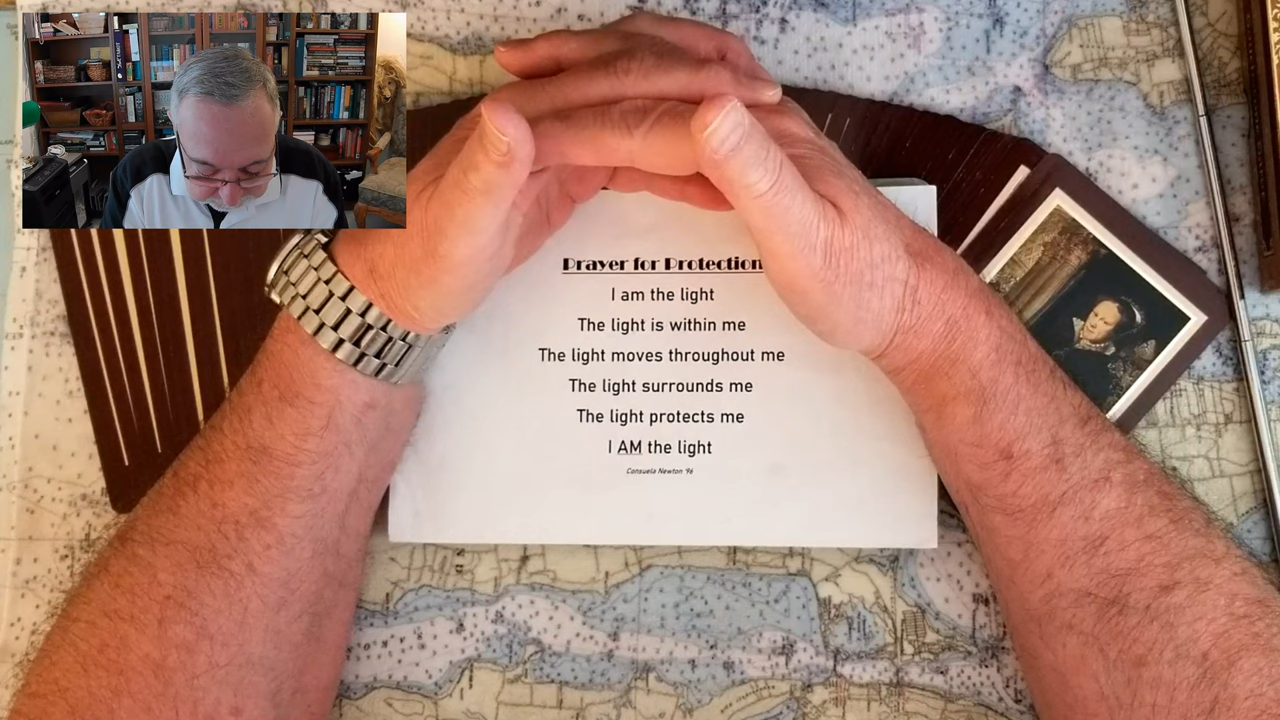 Prayer for Protection
I am the light
The light is within me
The light moves throughout me
The light surrounds me
The light protects me
I AM the light
Consuela Newton '96